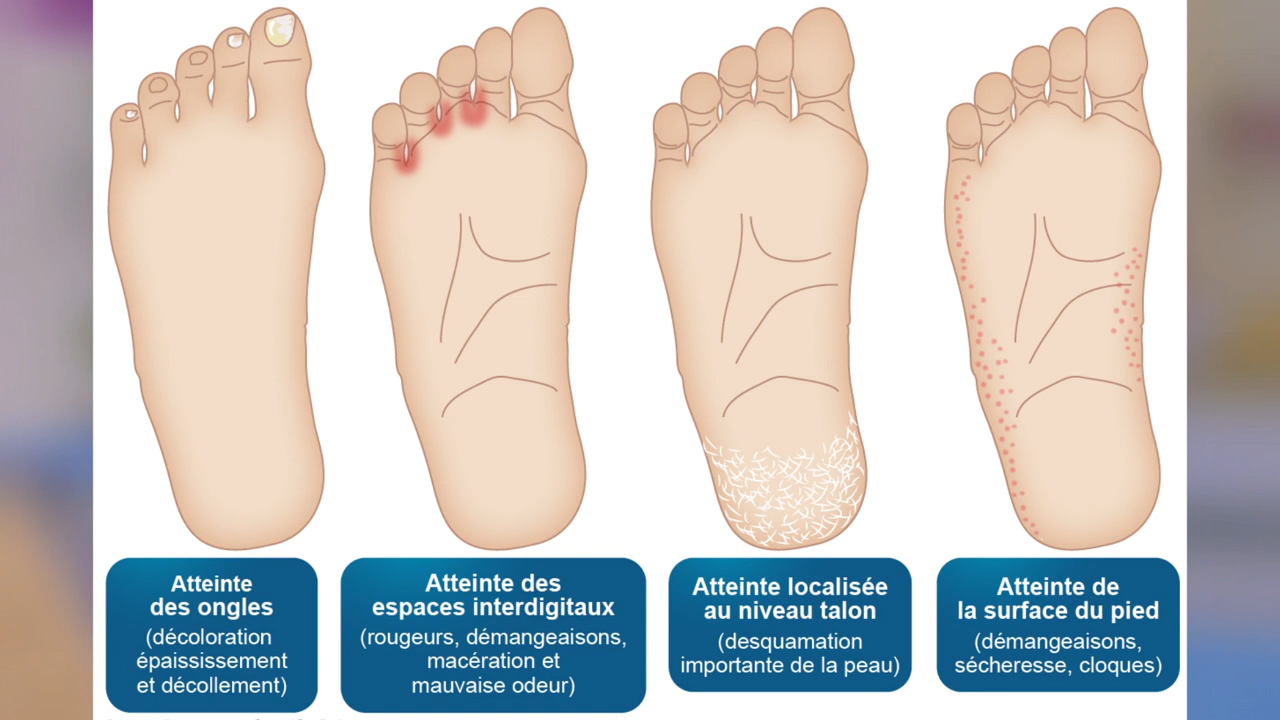 Atteinte
des ongles
(décoloration
épaississement
et décollement)
Atteinte des
espaces interdigitaux
(rougeurs, démangeaisons,
macération et
mauvaise odeur)
Atteinte localisée
au niveau talon
(desquamation
importante de la peau)
Atteinte de
la surface du pied
(démangeaisons,
sécheresse, cloques)